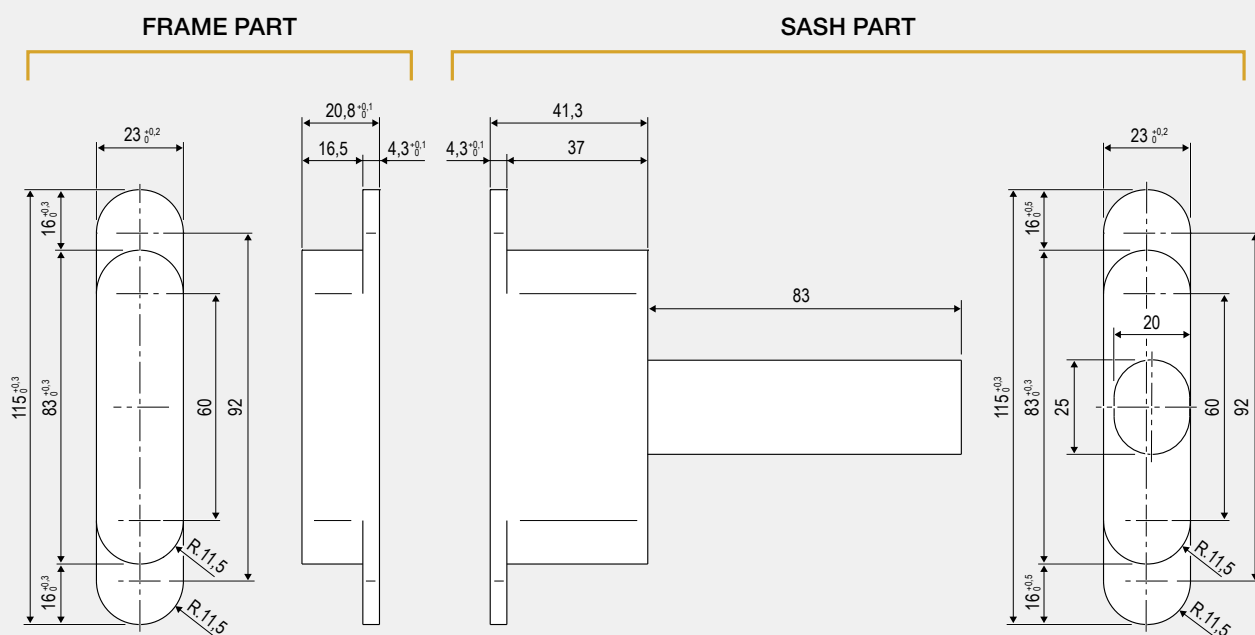 FRAME PART
SASH PART
20,8 +0,1 0
41,3
23 +0,2 0
16,5
4,3 +0,1 0
4,3 +0,1 0
37
23 +0,2 0
16 +0,3 0
16 +0,5 0
83
20
115 +0,3 0
83 +0,3 0
60
92
115 +0,3 0
83 +0,3 0
25
60
92
R.11,5
R.11,5
16 +0,3 0
16 +0,5 0
R.11,5
R.11,5